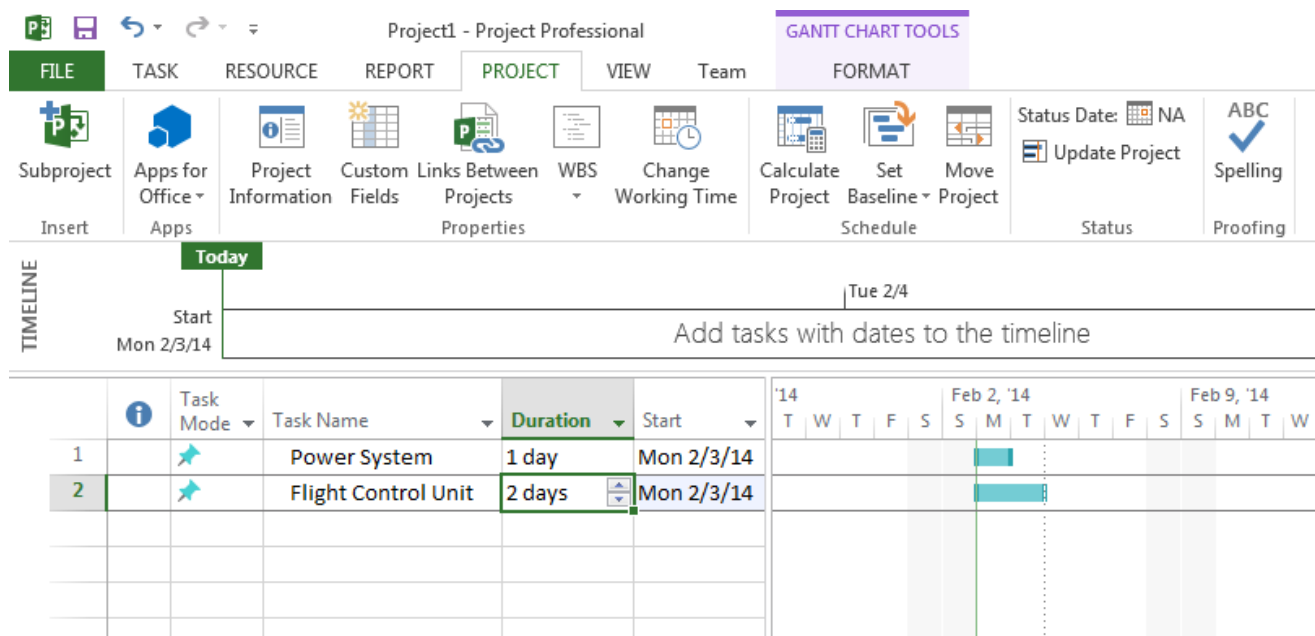 Project1 - Project Professional
GANTT CHART TOOLS
FILE TASK RESOURCE REPORT PROJECT VIEW Team FORMAT
Subproject
Insert
Apps for
Office
Apps
Project
Information
Custom
Fields
Links Between
Projects
WBS
Change
Working Time
Properties
Calculate
Project
Set
Baseline
Move
Project
Schedule
Status Date: NA
Update Project
Status
ABC
Spelling
Proofing
TIMELINE
Today
Start
Mon 2/3/14
Tue 2/4
Add tasks with dates to the timeline
Task
Mode
Task Name
Duration
Start
'14 Feb 2, '14 Feb 9, '14
T W T F S S M T W T F S S M T W
1 Power System 1 day Mon 2/3/14
2 Flight Control Unit 2 days Mon 2/3/14